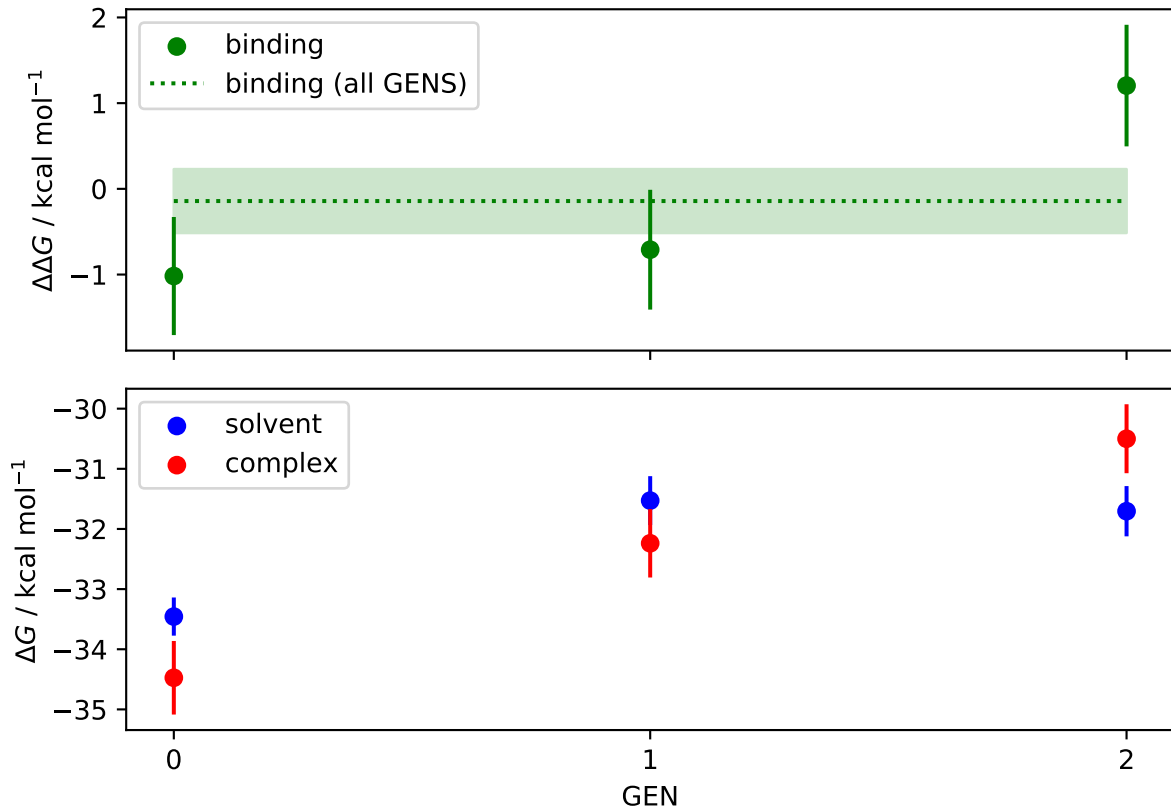 2
1
0
−1
ΔΔG / kcal mol⁻¹
binding
binding (all GENS)
−30
−31
−32
−33
−34
−35
ΔG / kcal mol⁻¹
solvent
complex
0 1 2
GEN